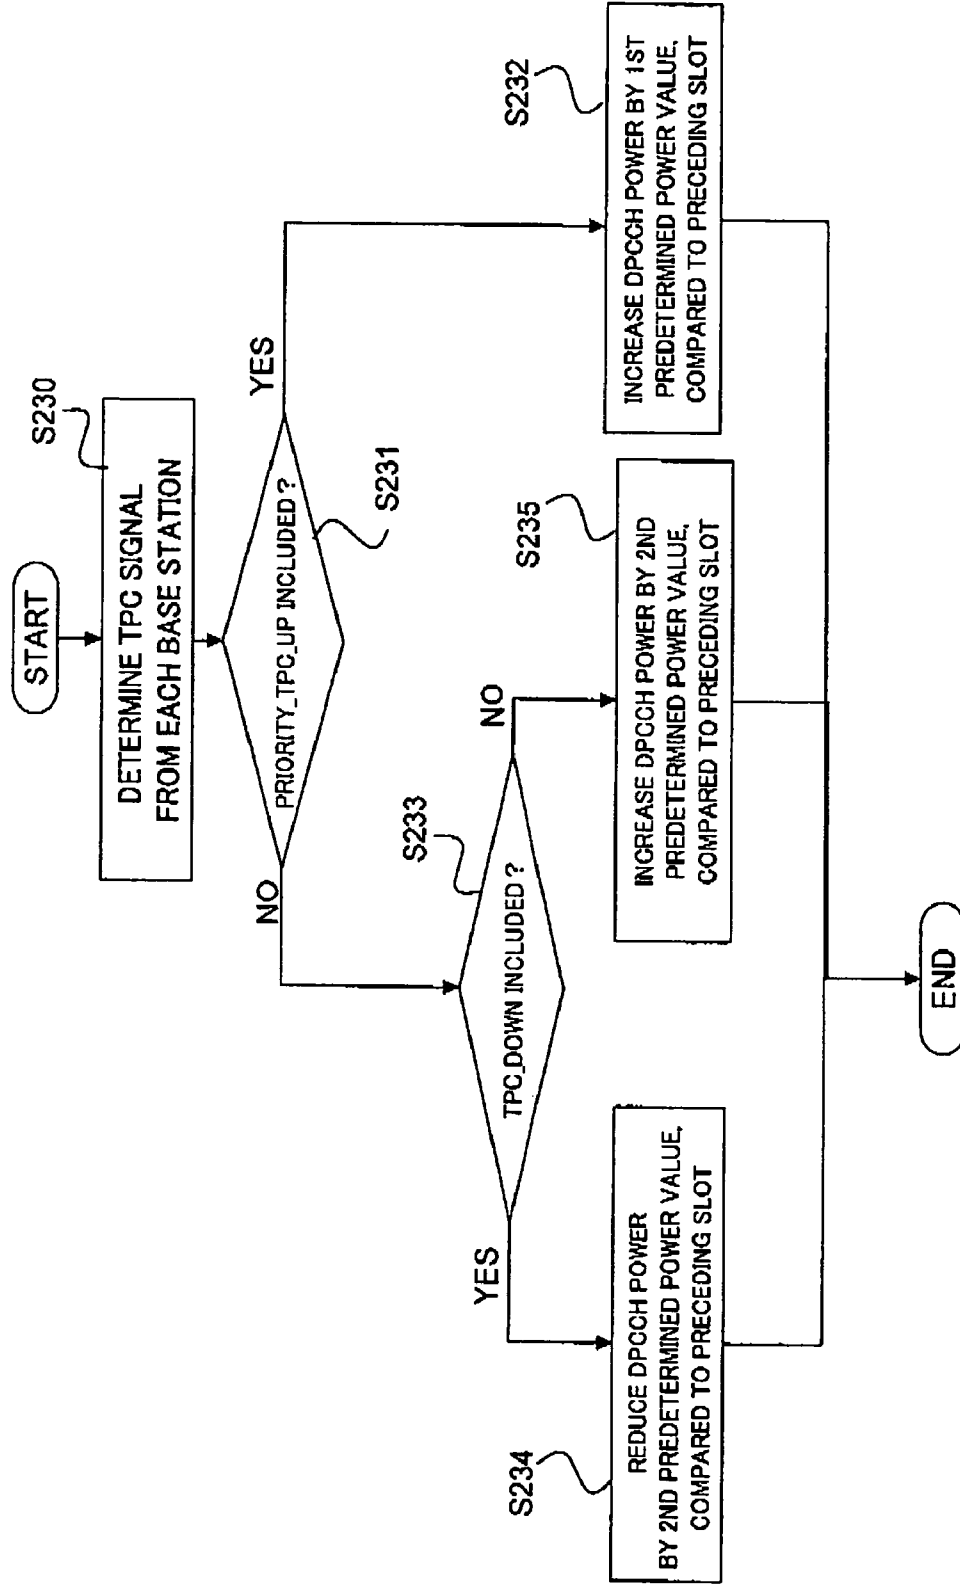 START
S230
DETERMINE TPC SIGNAL
FROM EACH BASE STATION
S231
PRIORITY_TPC_UP INCLUDED ?
YES
NO
S232
INCREASE DPCCH POWER BY 1ST
PREDETERMINED POWER VALUE,
COMPARED TO PRECEDING SLOT
S233
TPC_DOWN INCLUDED ?
YES
NO
S234
REDUCE DPCCH POWER
BY 2ND PREDETERMINED POWER VALUE,
COMPARED TO PRECEDING SLOT
S235
INCREASE DPCCH POWER BY 2ND
PREDETERMINED POWER VALUE,
COMPARED TO PRECEDING SLOT
END